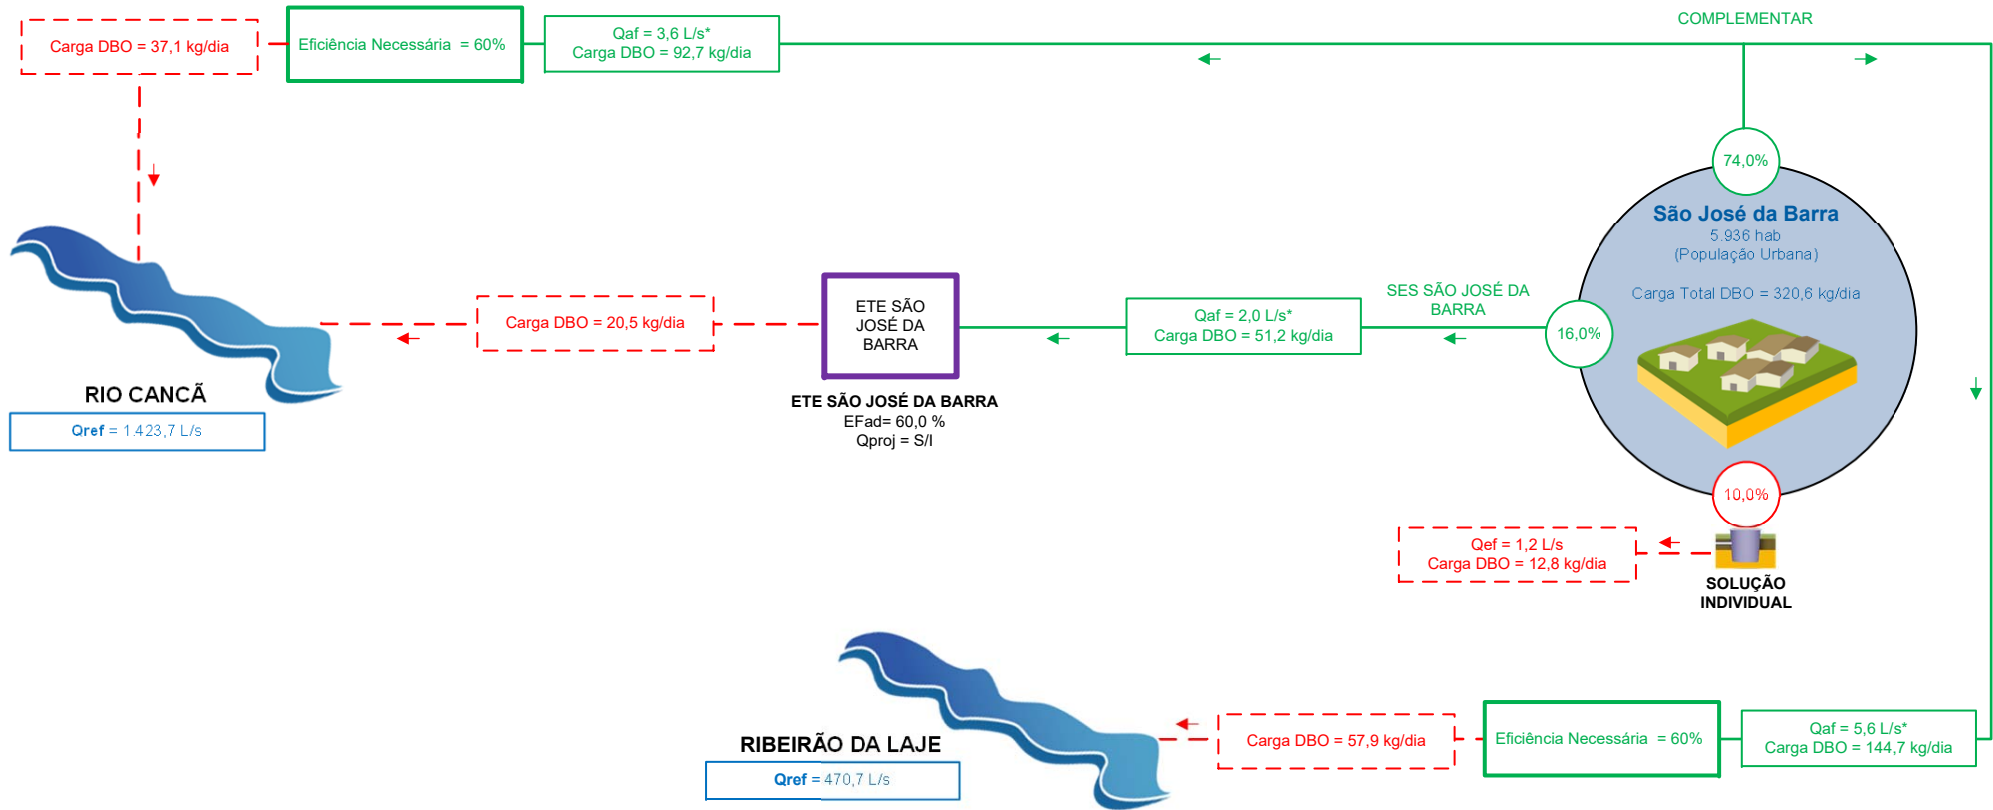 COMPLEMENTAR
Carga DBO = 37,1 kg/dia
Eficiência Necessária = 60%
Qaf = 3,6 L/s*
Carga DBO = 92,7 kg/dia
74,0%
São José da Barra
5.936 hab
(População Urbana)
Carga Total DBO = 320,6 kg/dia
SES SÃO JOSÉ DA
BARRA
16,0%
Qaf = 2,0 L/s*
Carga DBO = 51,2 kg/dia
ETE SÃO
JOSÉ DA
BARRA
Carga DBO = 20,5 kg/dia
RIO CANCÃ
Qref = 1.423,7 L/s
ETE SÃO JOSÉ DA BARRA
EFad= 60,0 %
Qproj = S/I
10,0%
Qef = 1,2 L/s
Carga DBO = 12,8 kg/dia
SOLUÇÃO
INDIVIDUAL
RIBEIRÃO DA LAJE
Qref = 470,7 L/s
Carga DBO = 57,9 kg/dia
Eficiência Necessária = 60%
Qaf = 5,6 L/s*
Carga DBO = 144,7 kg/dia